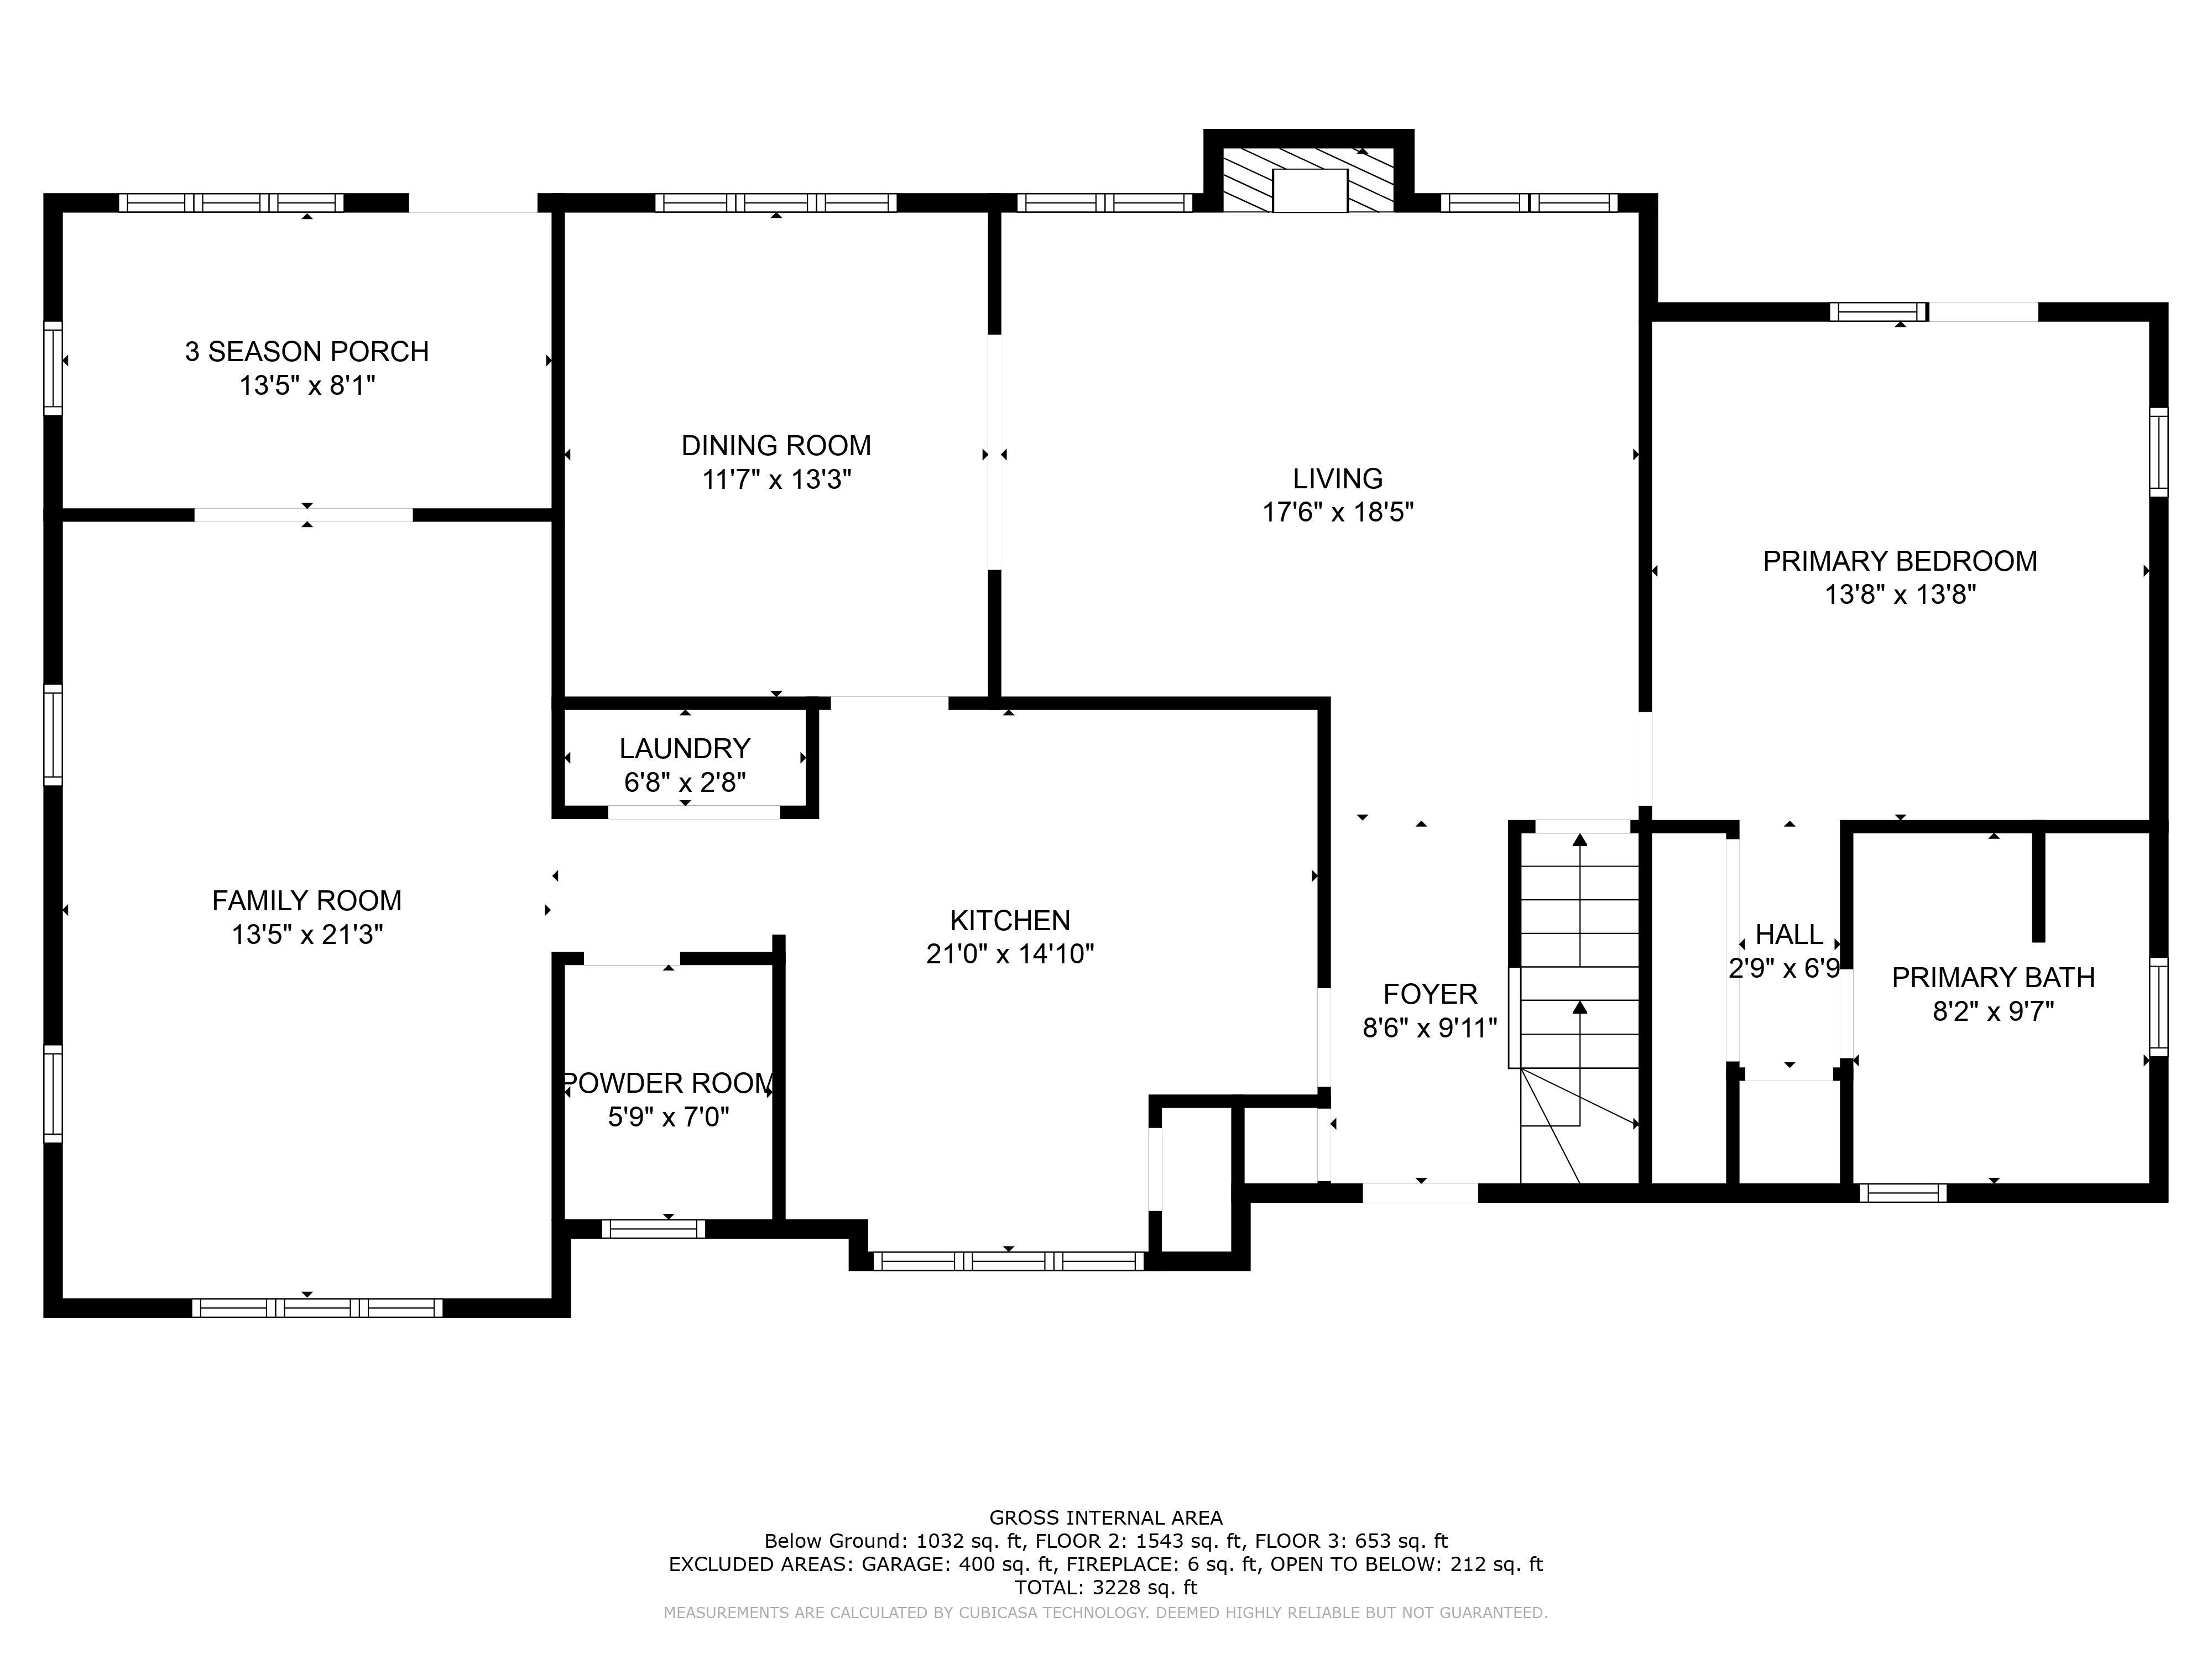 3 SEASON PORCH
13'5" x 8'1"
DINING ROOM
11'7" x 13'3"
LIVING
17'6" x 18'5"
PRIMARY BEDROOM
13'8" x 13'8"
LAUNDRY
6'8" x 2'8"
FAMILY ROOM
13'5" x 21'3"
KITCHEN
21'0" x 14'10"
HALL
2'9" x 6'9
PRIMARY BATH
8'2" x 9'7"
FOYER
8'6" x 9'11"
POWDER ROOM
5'9" x 7'0"
GROSS INTERNAL AREA
Below Ground: 1032 sq. ft, FLOOR 2: 1543 sq. ft, FLOOR 3: 653 sq. ft
EXCLUDED AREAS: GARAGE: 400 sq. ft, FIREPLACE: 6 sq. ft, OPEN TO BELOW: 212 sq. ft
TOTAL: 3228 sq. ft
MEASUREMENTS ARE CALCULATED BY CUBICASA TECHNOLOGY. DEEMED HIGHLY RELIABLE BUT NOT GUARANTEED.